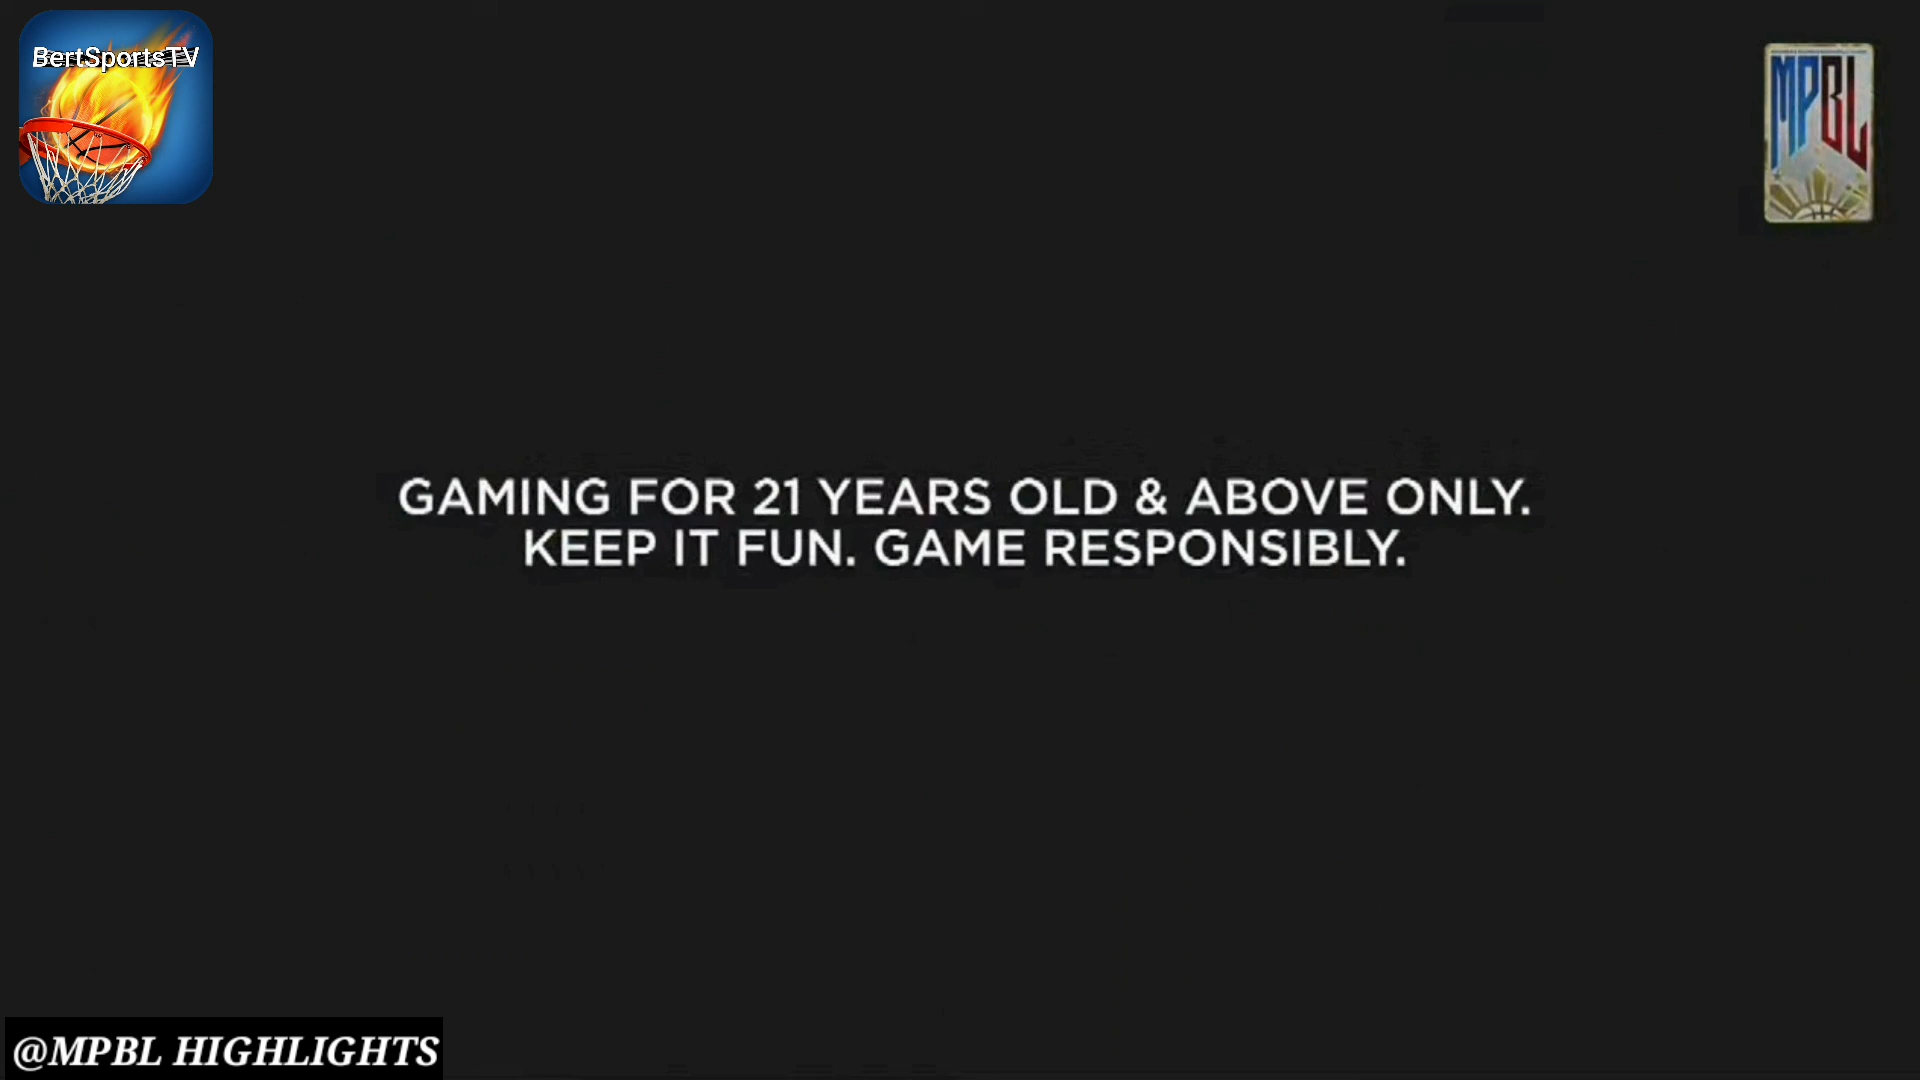 BertSportsTV
MPBL
GAMING FOR 21 YEARS OLD & ABOVE ONLY.
KEEP IT FUN. GAME RESPONSIBLY.
@MPBL HIGHLIGHTS